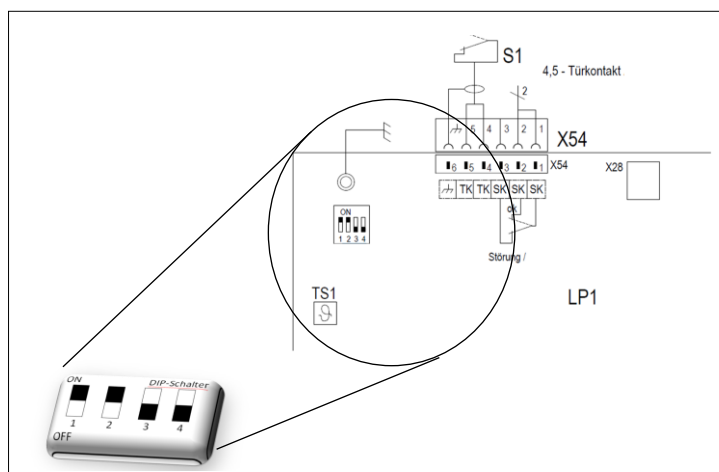 S1
4,5 - Türkontakt
2
5 4 3 2 1
X54
6 5 4 3 2 1
X54
X28
TK TK SK SK SK
ON
1 2 3 4
ok
Störung /
TS1
LP1
ON
DIP-Schalter
1 2 3 4
OFF